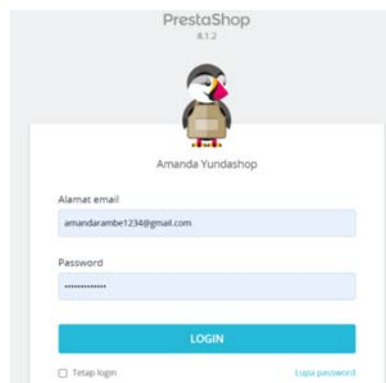 PrestaShop
8.1.2
Amanda Yundashop
Alamat email
amandarambe1234@gmail.com
Password
•••••••••••••
LOGIN
Tetap login
Lupa password